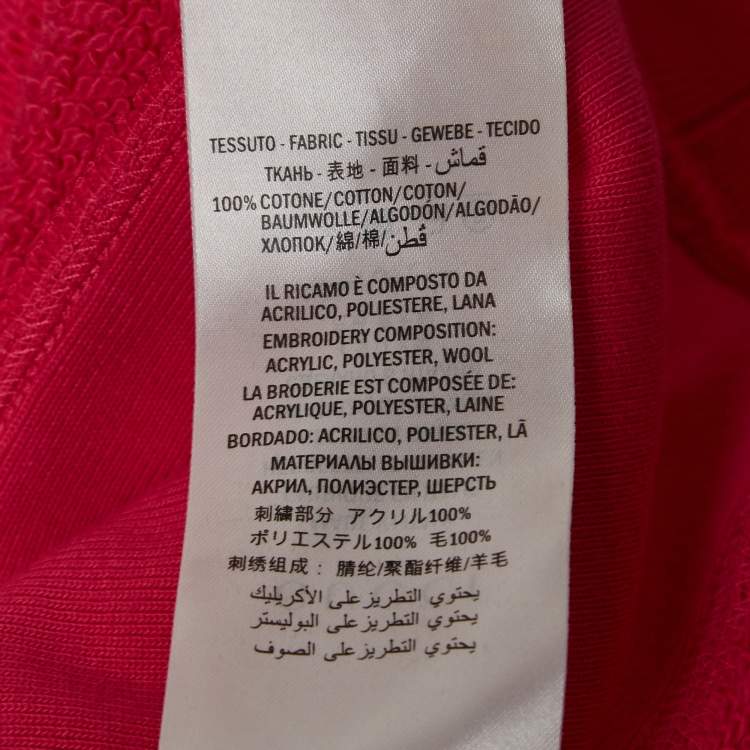 TESSUTO - FABRIC - TISSU - GEWEBE - TECIDO
ТКАНЬ - 表地 - 面料 - قماش
100% COTONE/COTTON/COTON/
BAUMWOLLE/ALGODÓN/ALGODÃO/
ХЛОПОК/綿/棉/قطن
IL RICAMO È COMPOSTO DA
ACRILICO, POLIESTERE, LANA
EMBROIDERY COMPOSITION:
ACRYLIC, POLYESTER, WOOL
LA BRODERIE EST COMPOSÉE DE:
ACRYLIQUE, POLYESTER, LAINE
BORDADO: ACRILICO, POLIESTER, LÃ
МАТЕРИАЛЫ ВЫШИВКИ:
АКРИЛ, ПОЛИЭСТЕР, ШЕРСТЬ
刺繍部分 アクリル100%
ポリエステル100% 毛100%
刺绣组成：腈纶/聚酯纤维/羊毛
يحتوي التطريز على الأكريليك
يحتوي التطريز على البوليستر
يحتوي التطريز على الصوف